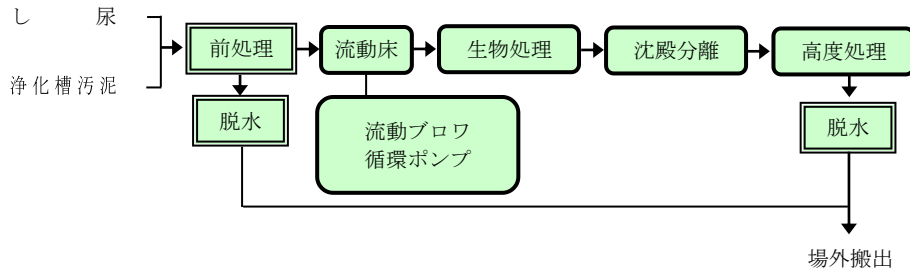 し尿
浄化槽汚泥
前処理
流動床
生物処理
沈殿分離
高度処理
脱水
流動ブロワ
循環ポンプ
脱水
場外搬出